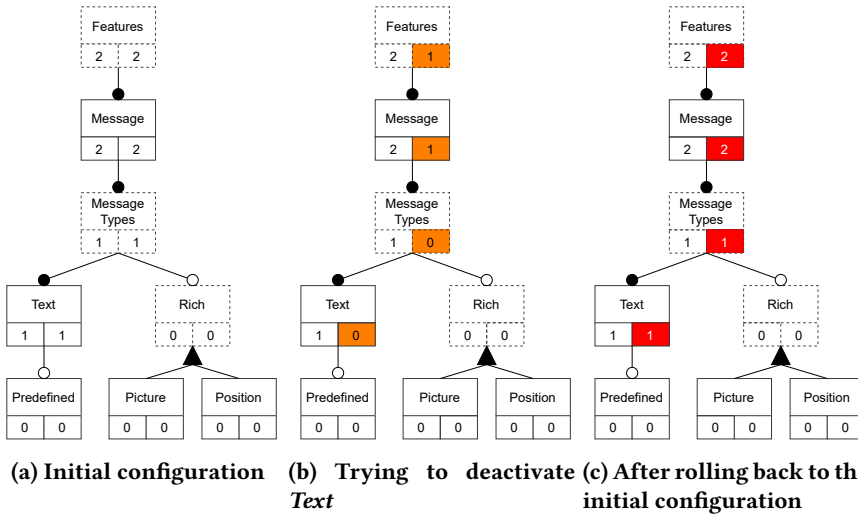 Features
2 2
Message
2 2
Message
Types
1 1
Text
1 1
Rich
0 0
Predefined
0 0
Picture
0 0
Position
0 0
(a) Initial configuration
Features
2 1
Message
2 1
Message
Types
1 0
Text
1 0
Rich
0 0
Predefined
0 0
Picture
0 0
Position
0 0
(b) Trying to deactivate
Text
Features
2 2
Message
2 2
Message
Types
1 1
Text
1 1
Rich
0 0
Predefined
0 0
Picture
0 0
Position
0 0
(c) After rolling back to th
initial configuration